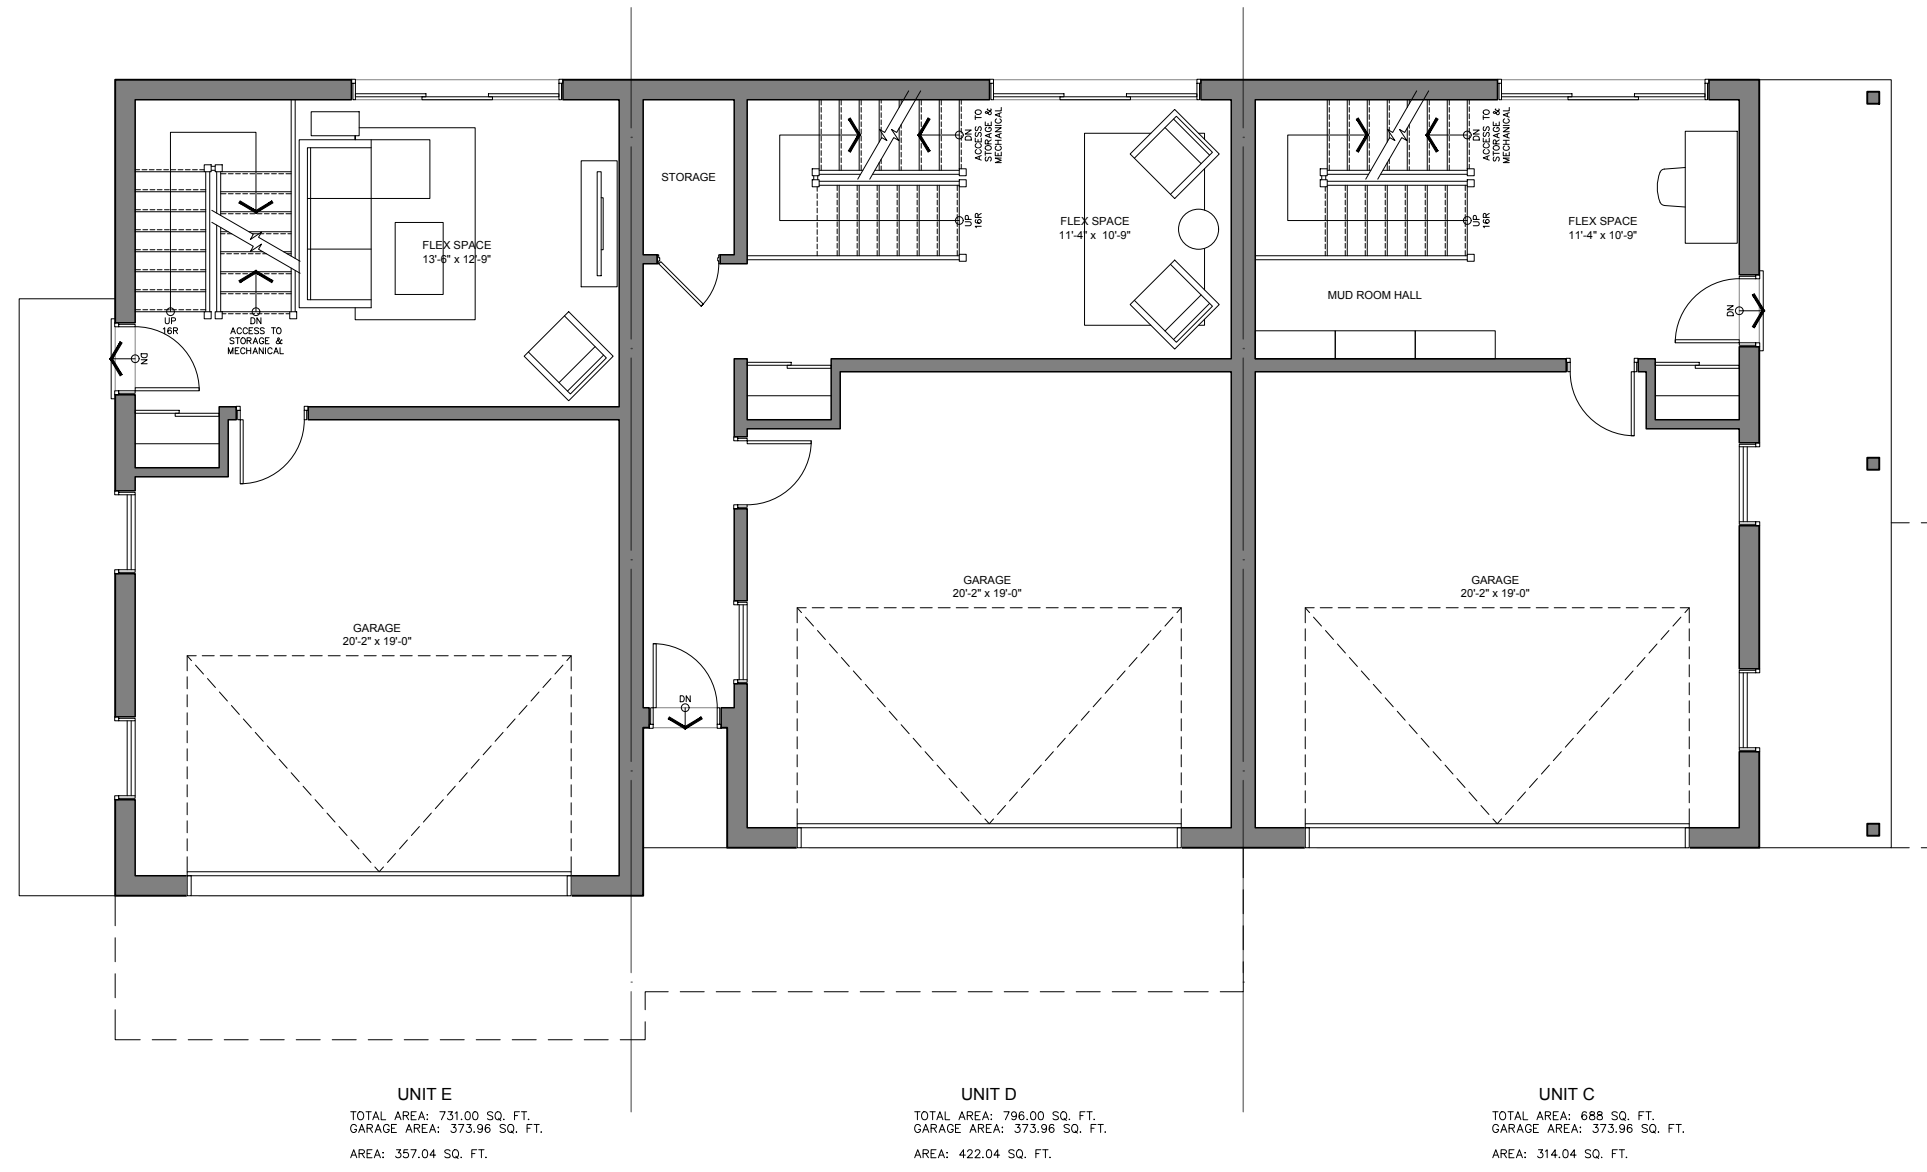 STORAGE
DN
ACCESS TO
STORAGE &
MECHANICAL
DN
ACCESS TO
STORAGE &
MECHANICAL
FLEX SPACE
13'-6" x 12'-9"
FLEX SPACE
11'-4" x 10'-9"
FLEX SPACE
11'-4" x 10'-9"
UP
16R
UP
16R
MUD ROOM HALL
DN
UP
16R
DN
ACCESS TO
STORAGE &
MECHANICAL
DN
GARAGE
20'-2" x 19'-0"
GARAGE
20'-2" x 19'-0"
GARAGE
20'-2" x 19'-0"
DN
UNIT E
TOTAL AREA: 731.00 SQ. FT.
GARAGE AREA: 373.96 SQ. FT.
AREA: 357.04 SQ. FT.
UNIT D
TOTAL AREA: 796.00 SQ. FT.
GARAGE AREA: 373.96 SQ. FT.
AREA: 422.04 SQ. FT.
UNIT C
TOTAL AREA: 688 SQ. FT.
GARAGE AREA: 373.96 SQ. FT.
AREA: 314.04 SQ. FT.